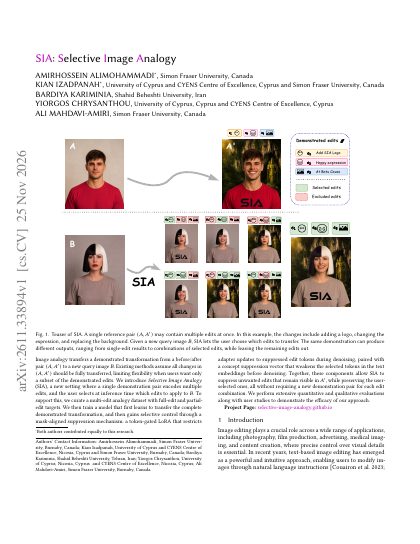 SIA: Selective Image Analogy
AMIRHOSSEIN ALIMOHAMMADI*, Simon Fraser University, Canada
KIAN IZADPANAH*, University of Cyprus and CYENS Centre of Excellence, Cyprus and Simon Fraser University, Canada
BARDIYA KARIMINIA, Shahid Beheshti University, Iran
YIORGOS CHRYSANTHOU, University of Cyprus, Cyprus and CYENS Centre of Excellence, Cyprus
ALI MAHDAVI-AMIRI, Simon Fraser University, Canada
arXiv:2611.33894v1 [cs.CV] 25 Nov 2026
A
A'
SIA
Demonstrated edits
Add SIA Logo
Happy expression
At Bets Cinema
Selected edits
Excluded edits
B
SIA
SIA
Fig. 1. Teaser of SIA. A single reference pair (A, A′) may contain multiple edits at once. In this example, the changes include adding a logo, changing the
expression, and replacing the background. Given a new query image B, SIA lets the user choose which edits to transfer. The same demonstration can produce
different outputs, ranging from single-edit results to combinations of selected edits, while leaving the remaining edits out.
Image analogy transfers a demonstrated transformation from a before-after
pair (A, A′) to a new query image B. Existing methods assume all changes in
(A, A′) should be fully transferred, limiting flexibility when users want only
a subset of the demonstrated edits. We introduce Selective Image Analogy
(SIA), a new setting where a single demonstration pair encodes multiple
edits, and the user selects at inference time which edits to apply to B. To
support this, we create a multi-edit analogy dataset with full-edit and partial-
edit targets. We then train a model that first learns to transfer the complete
demonstrated transformation, and then gains selective control through a
mask-aligned suppression mechanism: a token-gated LoRA that restricts
*Both authors contributed equally to this research.
Authors' Contact Information: Amirhossein Alimohammadi, Simon Fraser Univer-
sity, Burnaby, Canada; Kian Izadpanah, University of Cyprus and CYENS Centre of
Excellence, Nicosia, Cyprus and Simon Fraser University, Burnaby, Canada; Bardiya
Kariminia, Shahid Beheshti University, Tehran, Iran; Yiorgos Chrysanthou, University
of Cyprus, Nicosia, Cyprus and CYENS Centre of Excellence, Nicosia, Cyprus; Ali
Mahdavi-Amiri, Simon Fraser University, Burnaby, Canada.
adapter updates to suppressed edit tokens during denoising, paired with
a concept suppression vector that weakens the selected tokens in the text
embeddings before denoising. Together, these components allow SIA to
suppress unwanted edits that remain visible in A′, while preserving the user-
selected ones, all without requiring a new demonstration pair for each edit
combination. We perform extensive quantitative and qualitative evaluations
along with user studies to demonstrate the efficacy of our approach.
Project Page: selective-image-analogy.github.io
1 Introduction
Image editing plays a crucial role across a wide range of applications,
including photography, film production, advertising, medical imag-
ing, and content creation, where precise control over visual details
is essential. In recent years, text-based image editing has emerged
as a powerful and intuitive approach, enabling users to modify im-
ages through natural language instructions [Couairon et al. 2023;